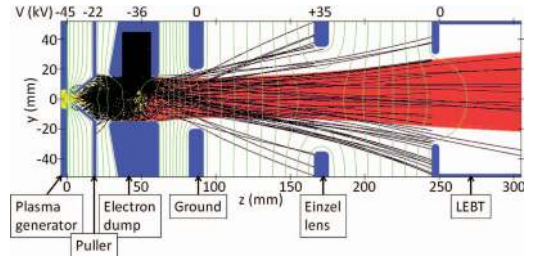 V (kV) -45 -22 -36 0 +35 0
40
20
0
-20
-40
y (mm)
0 50 100 150 200 250 300
z (mm)
Plasma generator
Puller
Electron dump
Ground
Einzel lens
LEBT